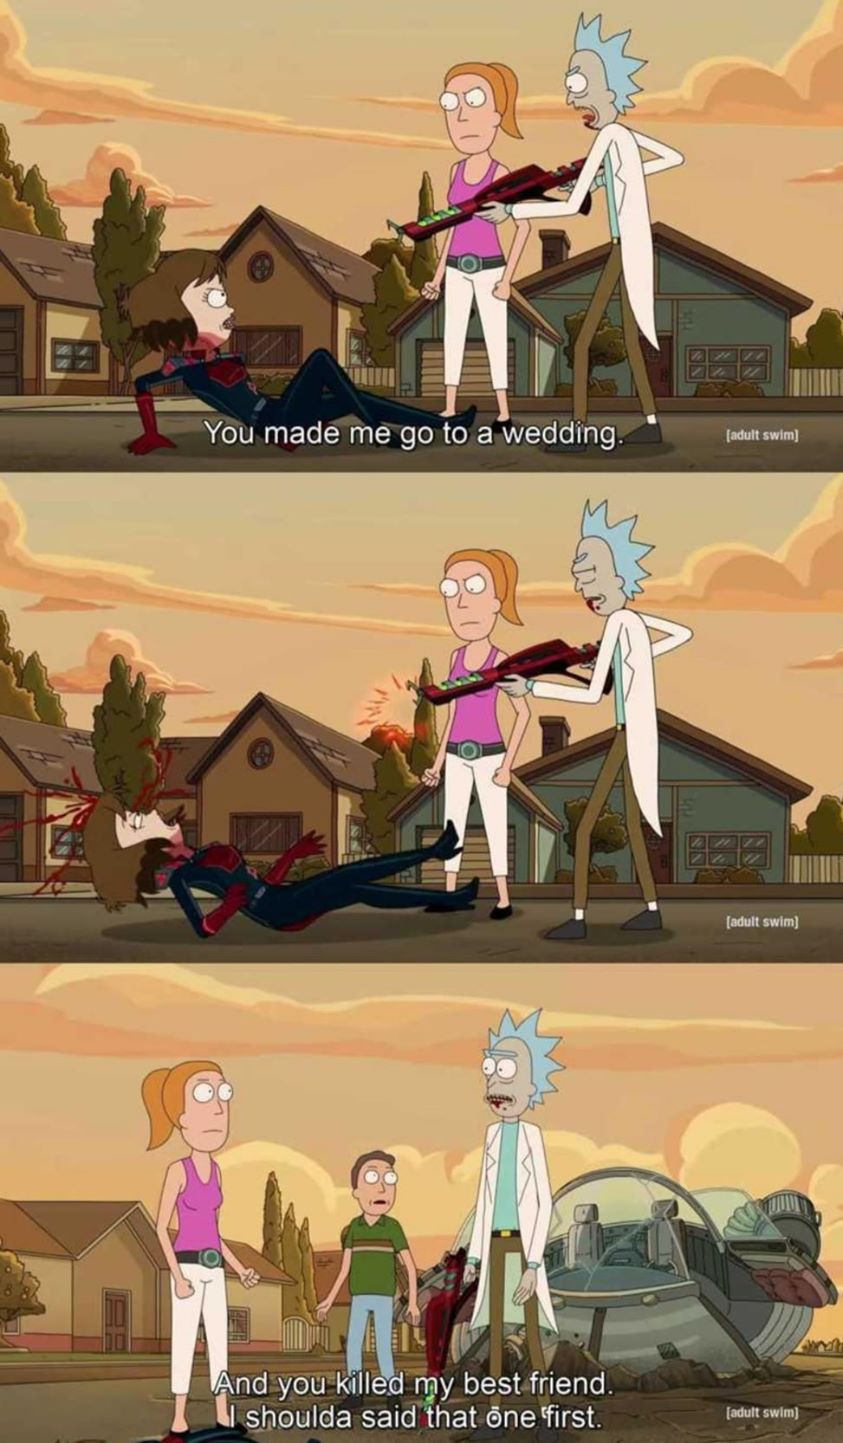 You made me go to a wedding.
[adult swim]
[adult swim]
And you killed my best friend.
I shoulda said that one first.
[adult swim]